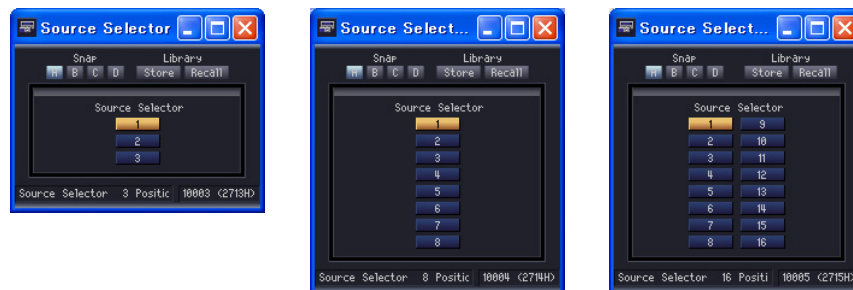 Source Selector
Snap Library
A B C D Store Recall
Source Selector
1
2
3
Source Selector 3 Positic 10003 (2713H)
Source Select...
Snap Library
A B C D Store Recall
Source Selector
1
2
3
4
5
6
7
8
Source Selector 8 Positic 10004 (2714H)
Source Select...
Snap Library
A B C D Store Recall
Source Selector
1 9
2 10
3 11
4 12
5 13
6 14
7 15
8 16
Source Selector 16 Positi 10005 (2715H)